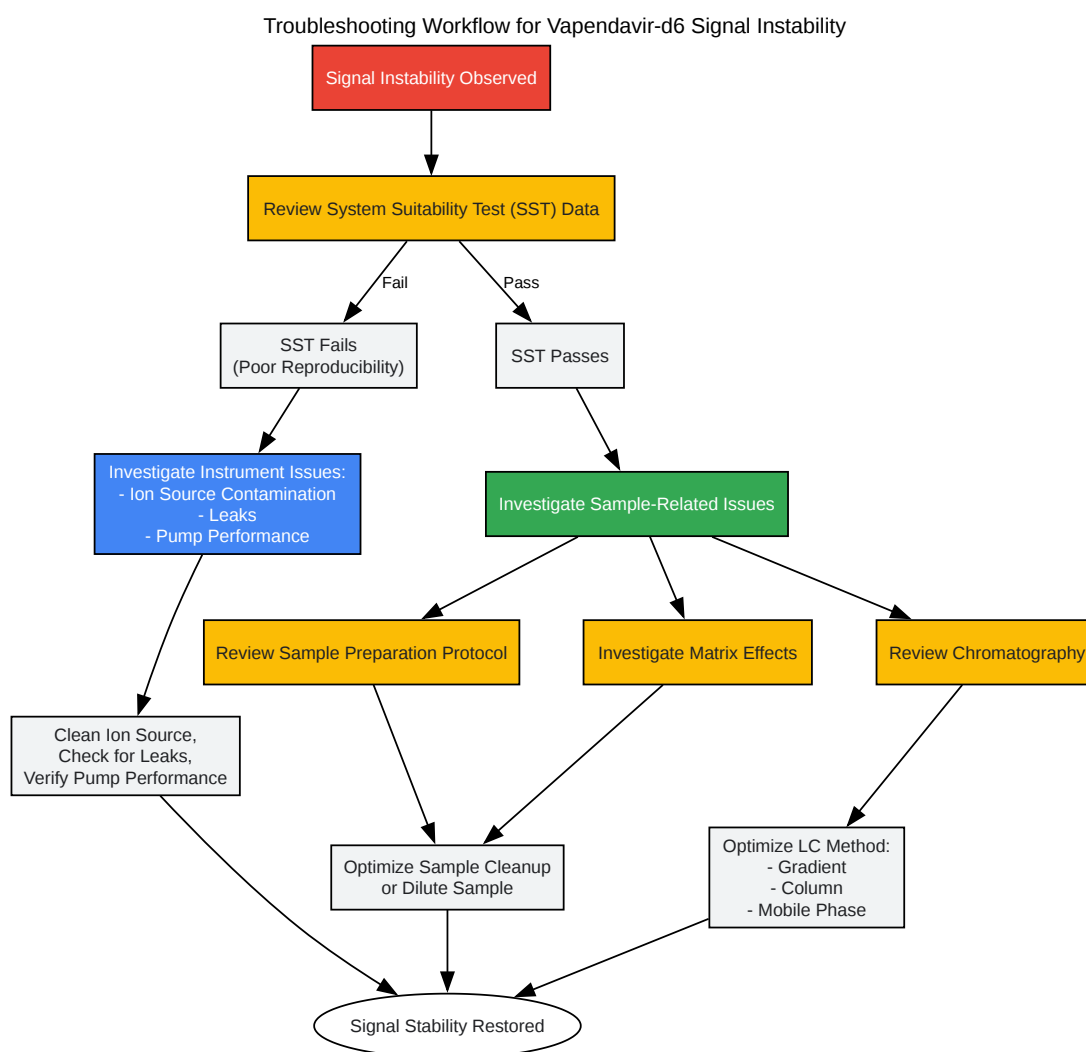 Troubleshooting Workflow for Vapendavir-d6 Signal Instability
Signal Instability Observed
Review System Suitability Test (SST) Data
Fail
Pass
SST Fails
(Poor Reproducibility)
SST Passes
Investigate Instrument Issues:
- Ion Source Contamination
- Leaks
- Pump Performance
Investigate Sample-Related Issues
Review Sample Preparation Protocol
Investigate Matrix Effects
Review Chromatography
Clean Ion Source,
Check for Leaks,
Verify Pump Performance
Optimize Sample Cleanup
or Dilute Sample
Optimize LC Method:
- Gradient
- Column
- Mobile Phase
Signal Stability Restored